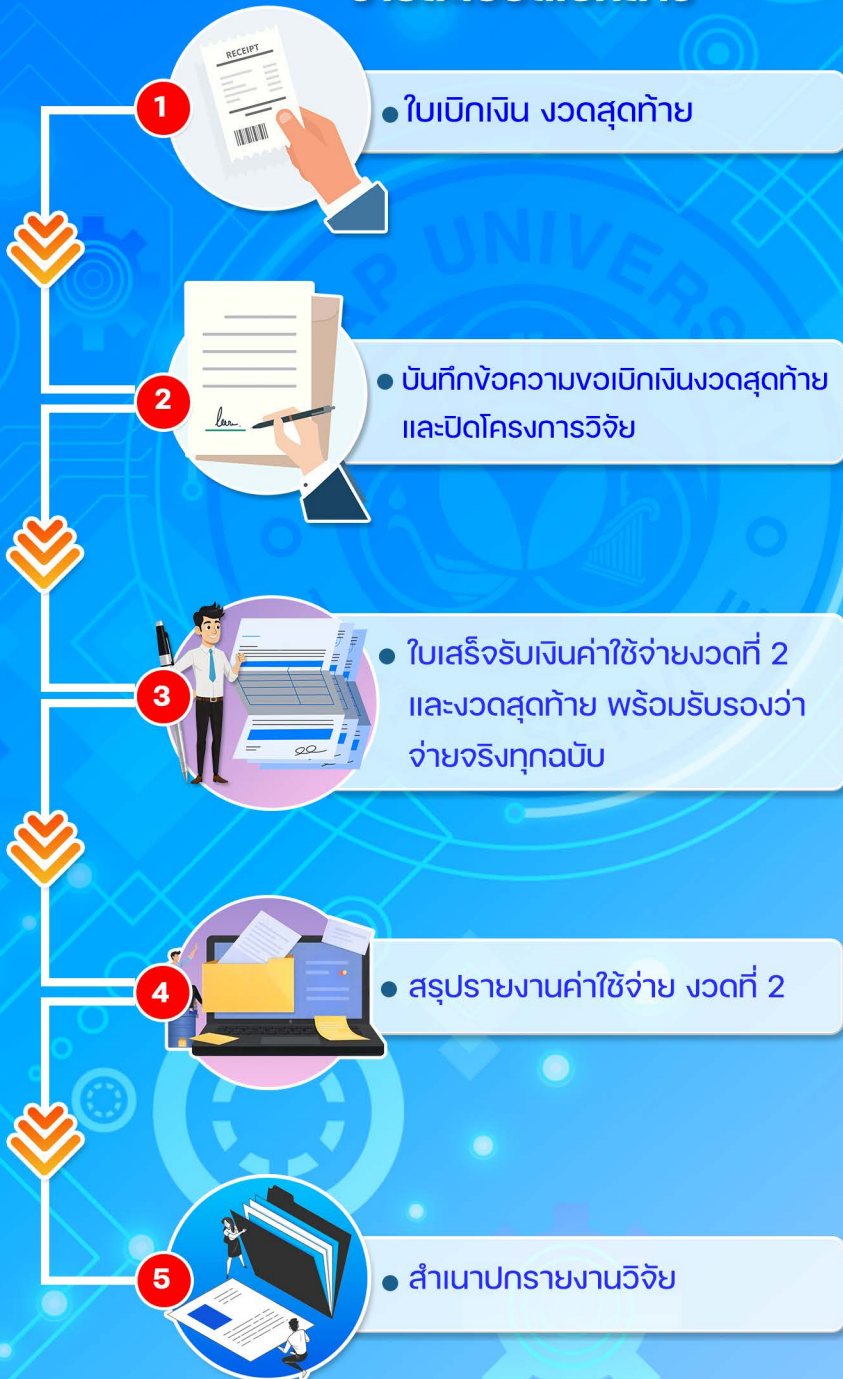 RECEIPT
1
ใบเบิกเงิน งวดสุดท้าย
2
บันทึกข้อความขอเบิกเงินงวดสุดท้าย
และปิดโครงการวิจัย
3
ใบเสร็จรับเงินค่าใช้จ่ายงวดที่ 2
และงวดสุดท้าย พร้อมรับรองว่า
จ่ายจริงทุกฉบับ
4
สรุปรายงานค่าใช้จ่าย งวดที่ 2
5
สำเนาปกรายงานวิจัย